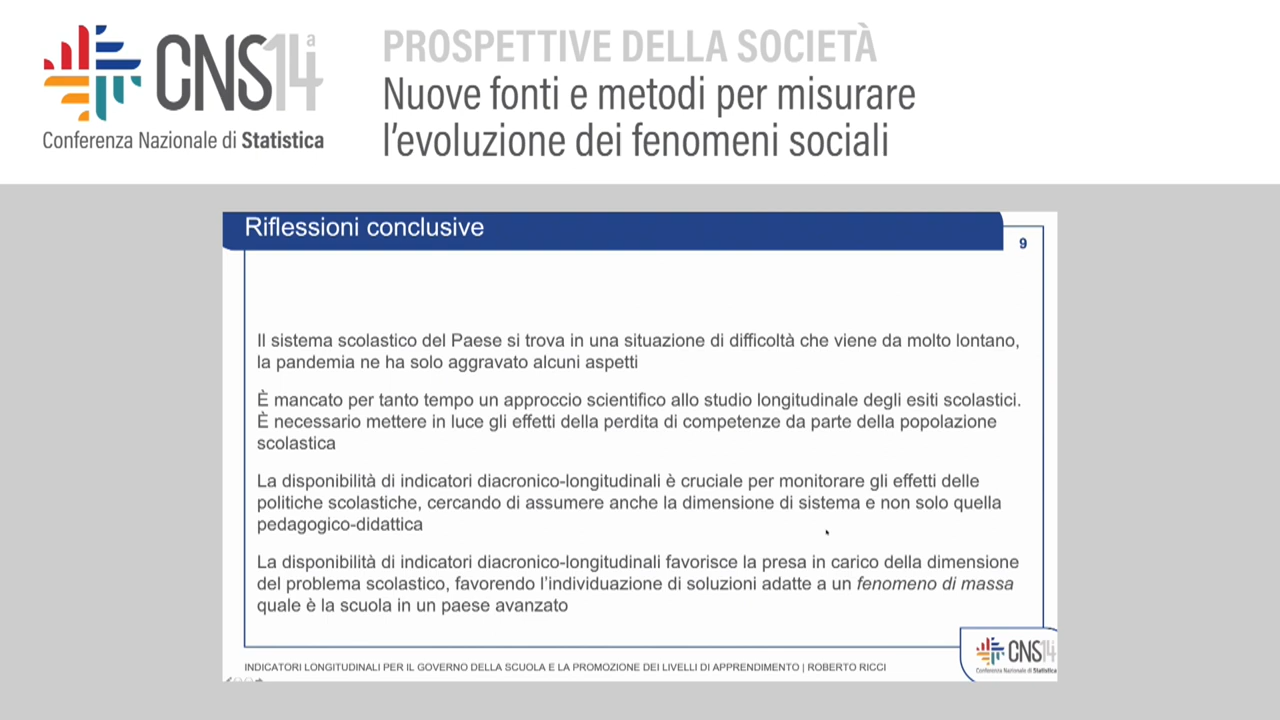 CNS14ª
Conferenza Nazionale di Statistica
PROSPETTIVE DELLA SOCIETÀ
Nuove fonti e metodi per misurare
l'evoluzione dei fenomeni sociali
Riflessioni conclusive
9
Il sistema scolastico del Paese si trova in una situazione di difficoltà che viene da molto lontano,
la pandemia ne ha solo aggravato alcuni aspetti
È mancato per tanto tempo un approccio scientifico allo studio longitudinale degli esiti scolastici.
È necessario mettere in luce gli effetti della perdita di competenze da parte della popolazione
scolastica
La disponibilità di indicatori diacronico-longitudinali è cruciale per monitorare gli effetti delle
politiche scolastiche, cercando di assumere anche la dimensione di sistema e non solo quella
pedagogico-didattica
La disponibilità di indicatori diacronico-longitudinali favorisce la presa in carico della dimensione
del problema scolastico, favorendo l'individuazione di soluzioni adatte a un fenomeno di massa
quale è la scuola in un paese avanzato
INDICATORI LONGITUDINALI PER IL GOVERNO DELLA SCUOLA E LA PROMOZIONE DEI LIVELLI DI APPRENDIMENTO | ROBERTO RICCI
CNS14
Conferenza Nazionale di Statistica